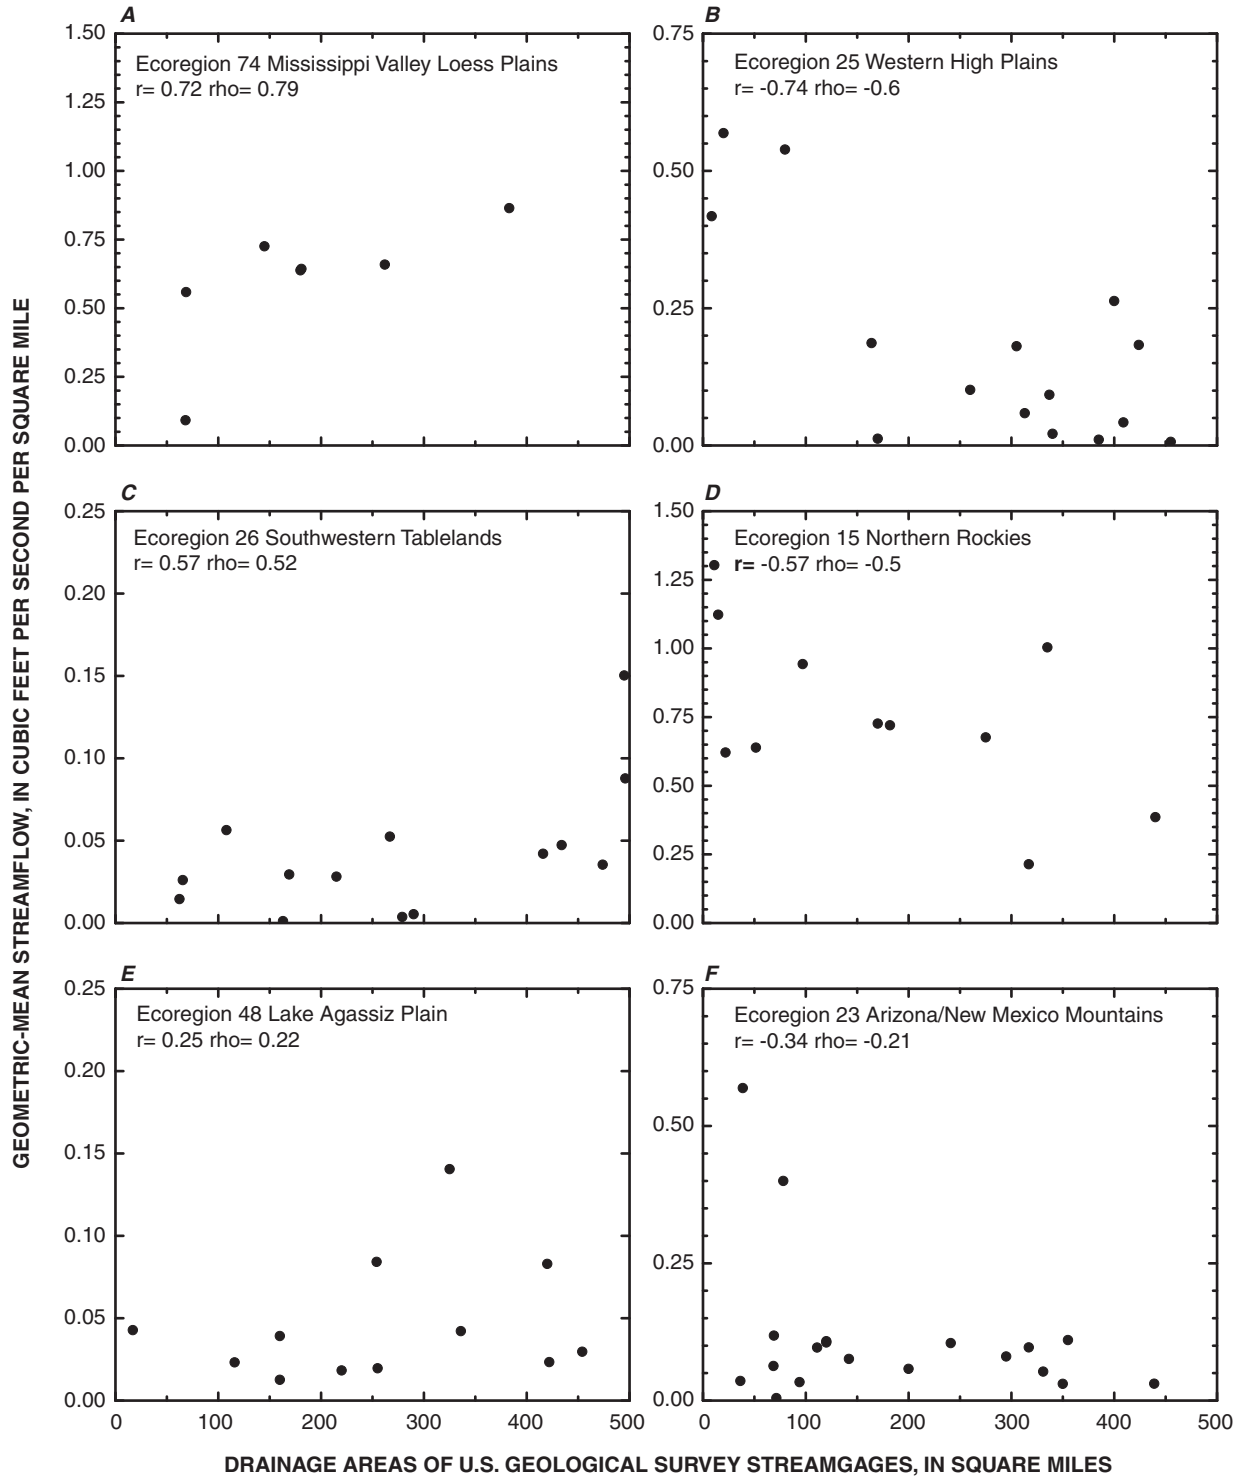 A
1.50
1.25
1.00
0.75
0.50
0.25
0.00
Ecoregion 74 Mississippi Valley Loess Plains
r= 0.72 rho= 0.79
B
0.75
0.50
0.25
0.00
Ecoregion 25 Western High Plains
r= -0.74 rho= -0.6
C
0.25
0.20
0.15
0.10
0.05
0.00
Ecoregion 26 Southwestern Tablelands
r= 0.57 rho= 0.52
D
1.50
1.25
1.00
0.75
0.50
0.25
0.00
Ecoregion 15 Northern Rockies
r= -0.57 rho= -0.5
E
0.25
0.20
0.15
0.10
0.05
0.00
Ecoregion 48 Lake Agassiz Plain
r= 0.25 rho= 0.22
0 100 200 300 400 500
F
0.75
0.50
0.25
0.00
Ecoregion 23 Arizona/New Mexico Mountains
r= -0.34 rho= -0.21
0 100 200 300 400 500
GEOMETRIC-MEAN STREAMFLOW, IN CUBIC FEET PER SECOND PER SQUARE MILE
DRAINAGE AREAS OF U.S. GEOLOGICAL SURVEY STREAMGAGES, IN SQUARE MILES